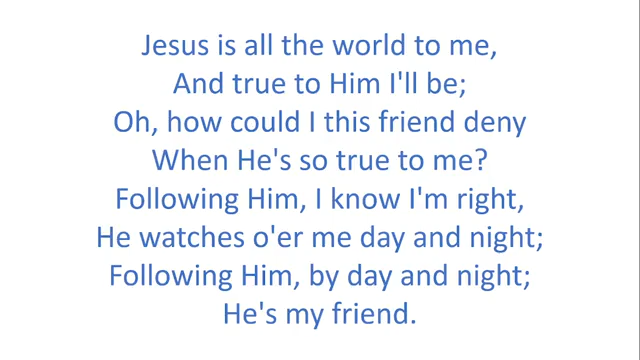 Jesus is all the world to me,
And true to Him I'll be;
Oh, how could I this friend deny
When He's so true to me?
Following Him, I know I'm right,
He watches o'er me day and night;
Following Him, by day and night;
He's my friend.